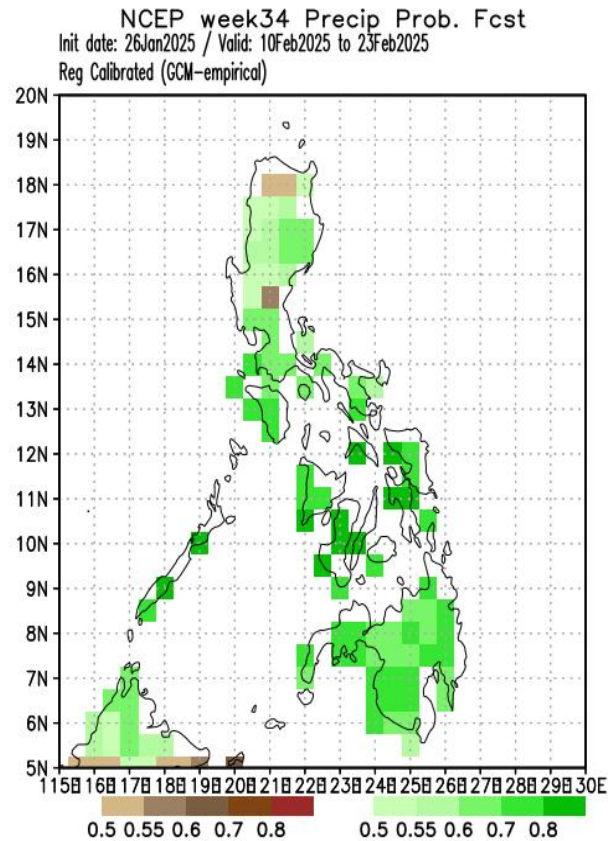 NCEP week34 Precip Prob. Fcst
Init date: 26Jan2025 / Valid: 10Feb2025 to 23Feb2025
Reg Calibrated (GCM-empirical)
20N
19N
18N
17N
16N
15N
14N
13N
12N
11N
10N
9N
8N
7N
6N
5N
115E 116E 117E 118E 119E 120E 121E 122E 123E 124E 125E 126E 127E 128E 129E 130E
0.5 0.55 0.6 0.7 0.8 0.5 0.55 0.6 0.7 0.8